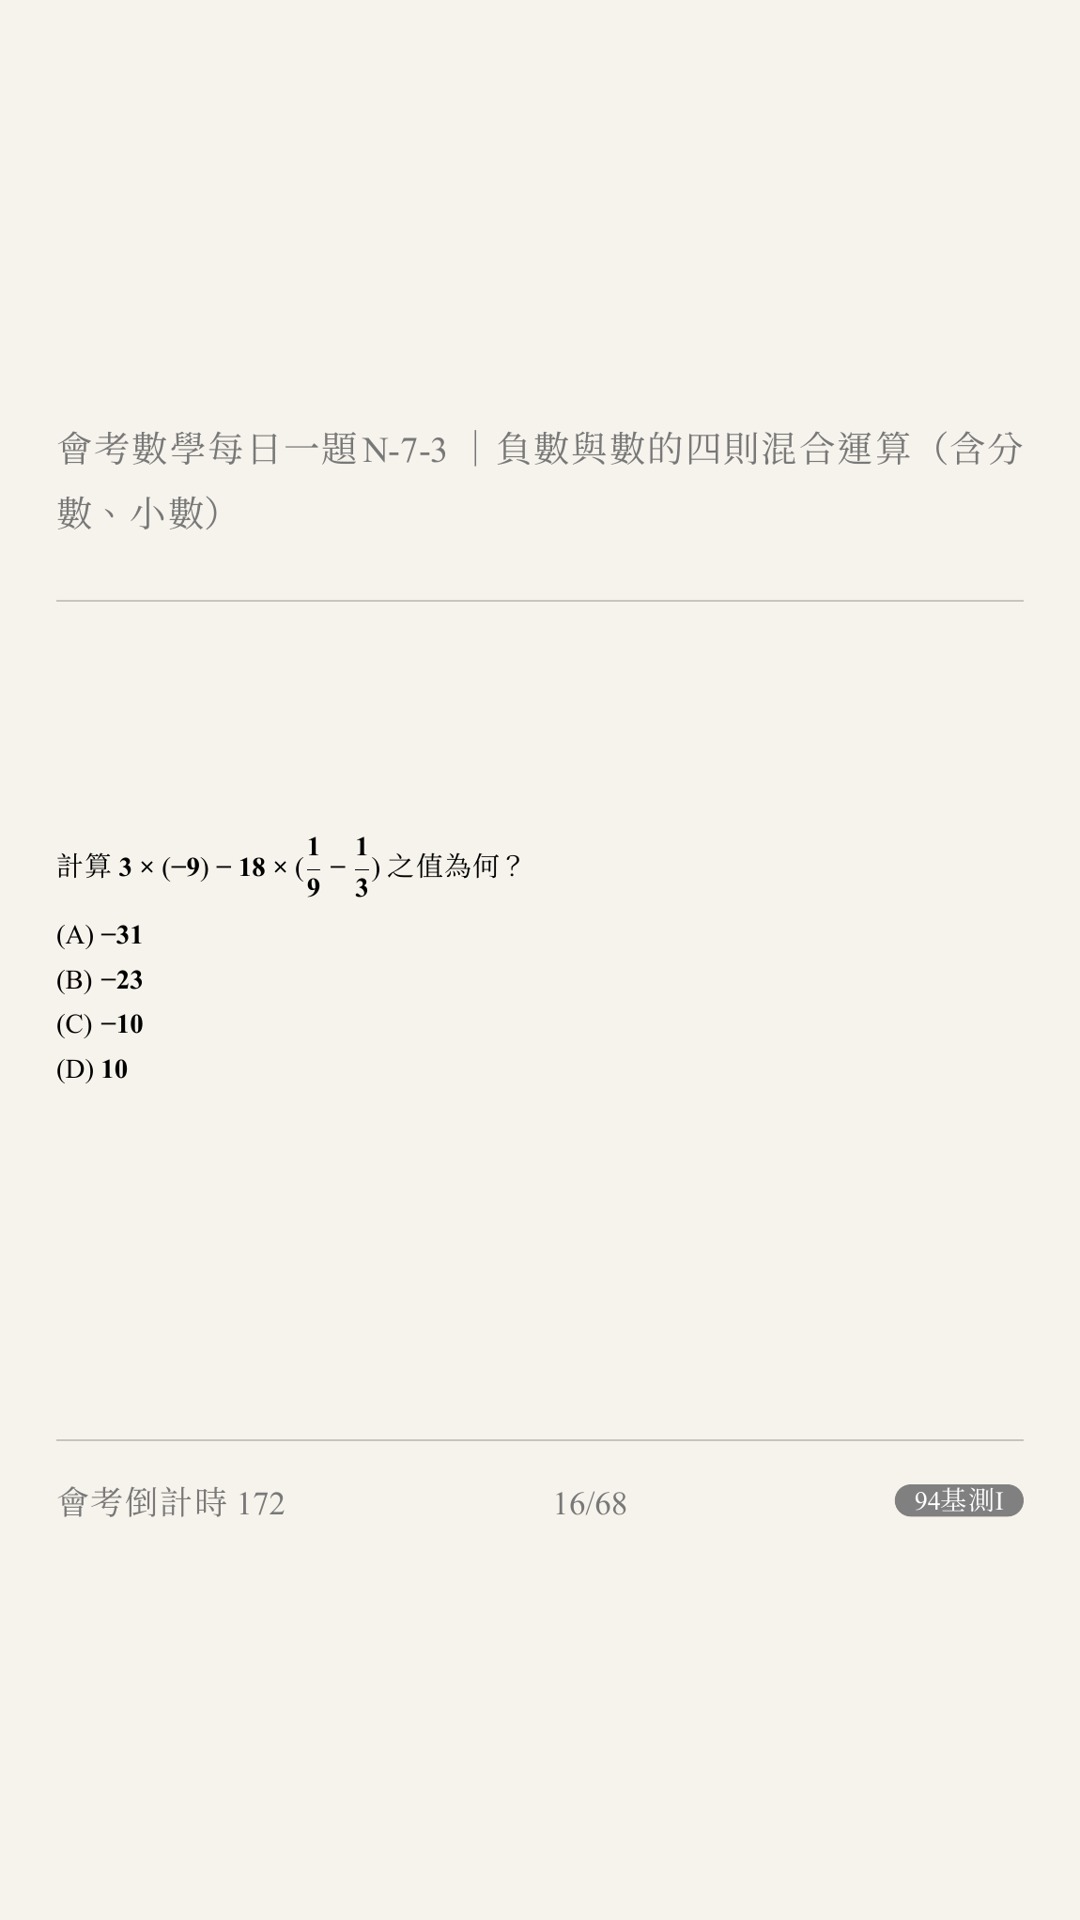 會考數學每日一題N-7-3 ｜負數與數的四則混合運算（含分
數、小數）
計算 3 × (−9) − 18 × (1/9 − 1/3) 之值為何？
(A) −31
(B) −23
(C) −10
(D) 10
會考倒計時 172
16/68
94基測I